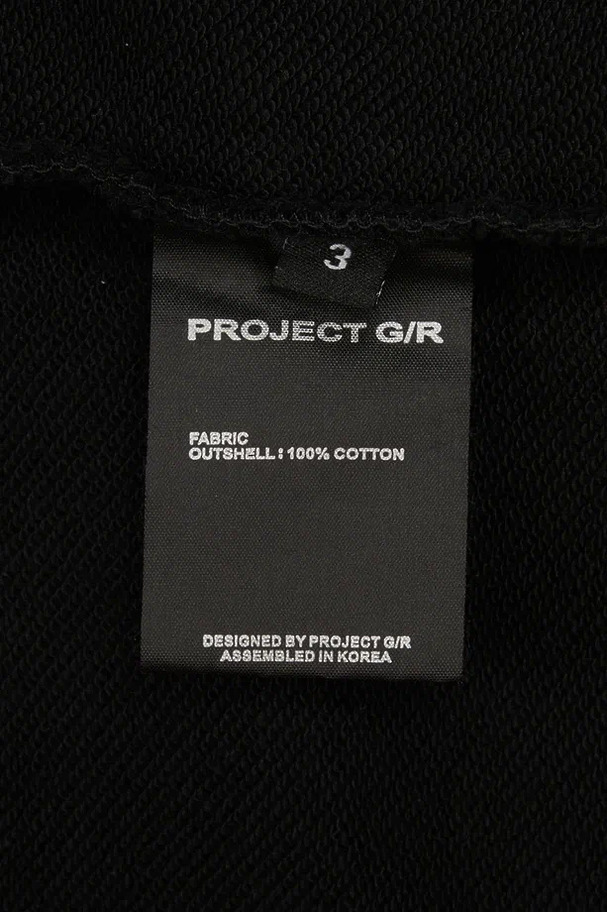 3
PROJECT G/R
FABRIC
OUTSHELL: 100% COTTON
DESIGNED BY PROJECT G/R
ASSEMBLED IN KOREA